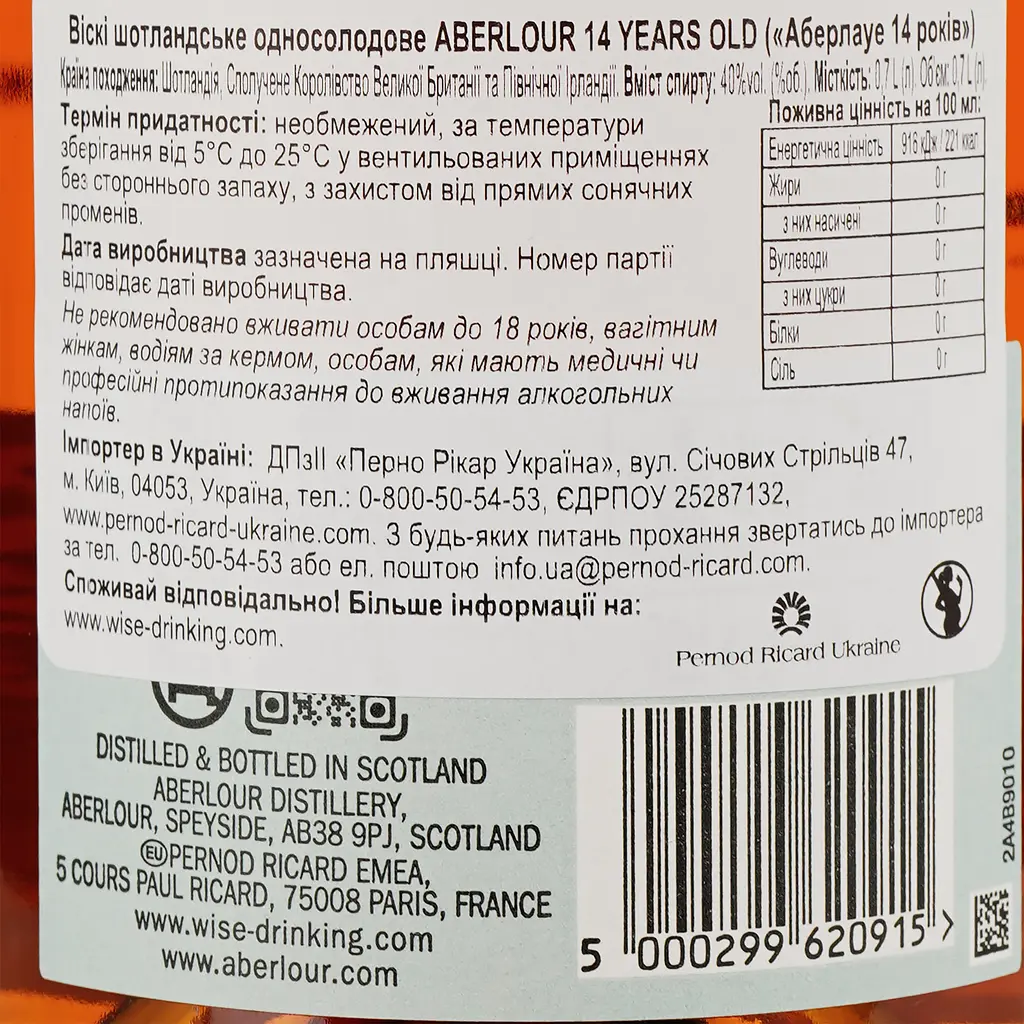 Віскі шотландське односолодове ABERLOUR 14 YEARS OLD («Аберлауе 14 років»)
Країна походження: Шотландія, Сполучене Королівство Великої Британії та Північної Ірландії. Вміст спирту: 40%vol. (%об.). Місткість: 0,7 L (л). Об'єм: 0,7 L (л).
Термін придатності: необмежений, за температури
зберігання від 5°C до 25°C у вентильованих приміщеннях
без стороннього запаху, з захистом від прямих сонячних
променів.
Дата виробництва зазначена на пляшці. Номер партії
відповідає даті виробництва.
Не рекомендовано вживати особам до 18 років, вагітним
жінкам, водіям за кермом, особам, які мають медичні чи
професійні протипоказання до вживання алкогольних
напоїв.
Поживна цінність на 100 мл:
Енергетична цінність 916 кДж / 221 ккал
Жири 0 г
з них насичені 0 г
Вуглеводи 0 г
з них цукри 0 г
Білки 0 г
Сіль 0 г
Імпортер в Україні: ДПзІІ «Перно Рікар Україна», вул. Січових Стрільців 47,
м. Київ, 04053, Україна, тел.: 0-800-50-54-53, ЄДРПОУ 25287132,
www.pernod-ricard-ukraine.com. З будь-яких питань прохання звертатись до імпортера
за тел. 0-800-50-54-53 або ел. поштою info.ua@pernod-ricard.com.
Споживай відповідально! Більше інформації на:
www.wise-drinking.com.
Pernod Ricard Ukraine
DISTILLED & BOTTLED IN SCOTLAND
ABERLOUR DISTILLERY,
ABERLOUR, SPEYSIDE, AB38 9PJ, SCOTLAND
EU PERNOD RICARD EMEA,
5 COURS PAUL RICARD, 75008 PARIS, FRANCE
www.wise-drinking.com
www.aberlour.com
5 000299 620915 >
2A4B9010